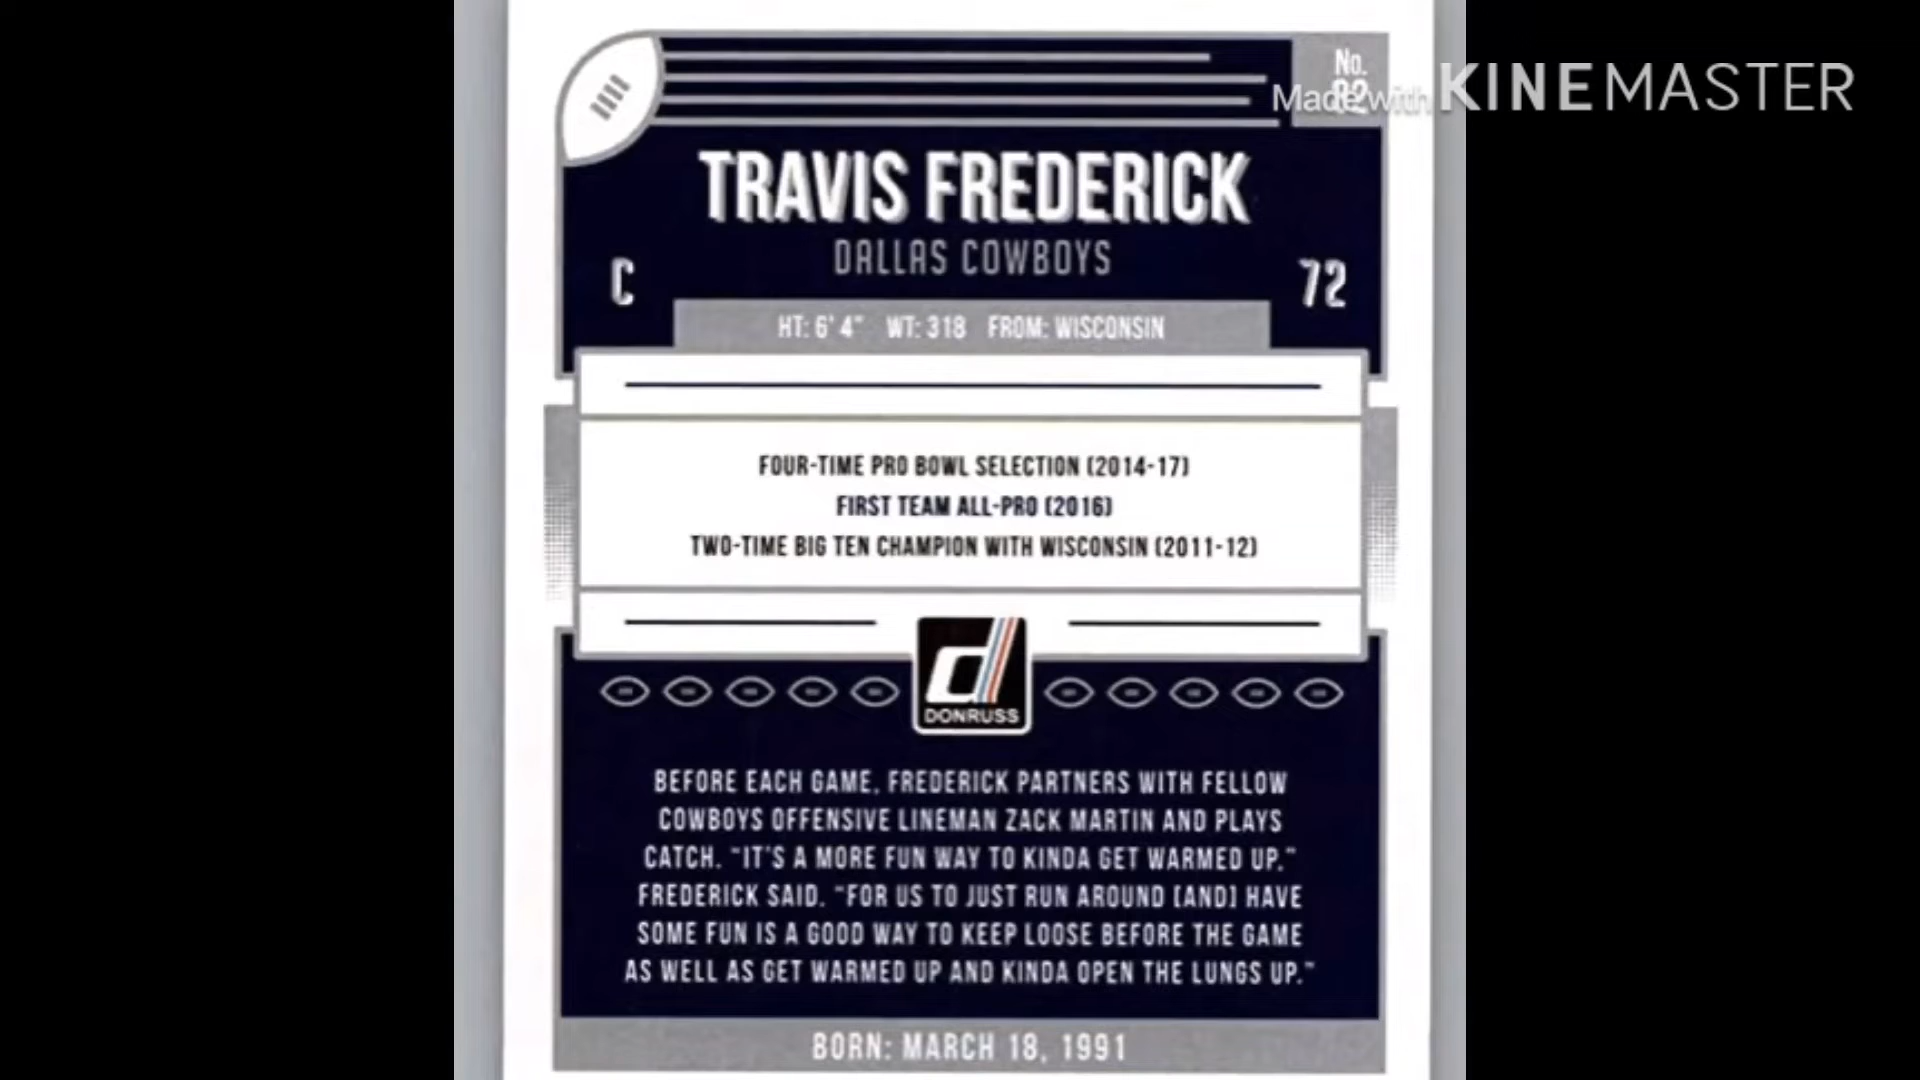 No.
82
Made with KINEMASTER
TRAVIS FREDERICK
DALLAS COWBOYS
C
72
HT: 6' 4" WT: 318 FROM: WISCONSIN
FOUR-TIME PRO BOWL SELECTION (2014-17)
FIRST TEAM ALL-PRO (2016)
TWO-TIME BIG TEN CHAMPION WITH WISCONSIN (2011-12)
d
DONRUSS
BEFORE EACH GAME, FREDERICK PARTNERS WITH FELLOW
COWBOYS OFFENSIVE LINEMAN ZACK MARTIN AND PLAYS
CATCH. "IT'S A MORE FUN WAY TO KINDA GET WARMED UP,"
FREDERICK SAID. "FOR US TO JUST RUN AROUND [AND] HAVE
SOME FUN IS A GOOD WAY TO KEEP LOOSE BEFORE THE GAME
AS WELL AS GET WARMED UP AND KINDA OPEN THE LUNGS UP."
BORN: MARCH 18, 1991